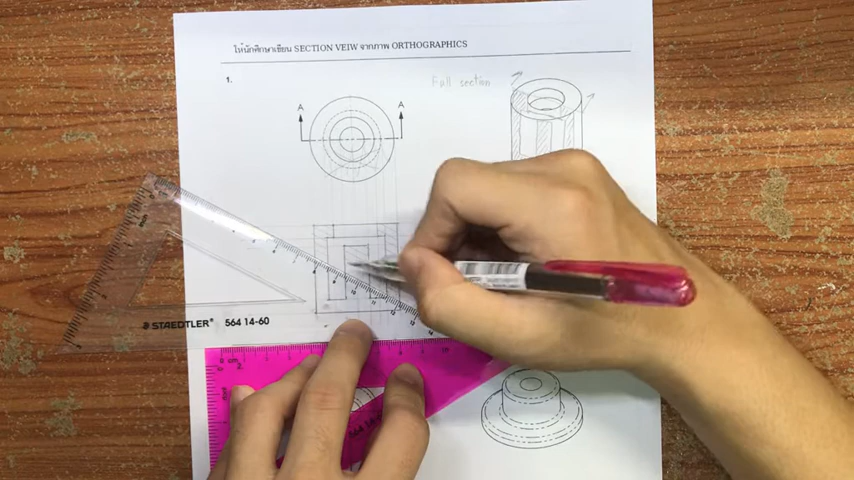 ให้นักศึกษาเขียน SECTION VEIW จากภาพ ORTHOGRAPHICS
1.
Full section
A A
STAEDTLER 564 14-60